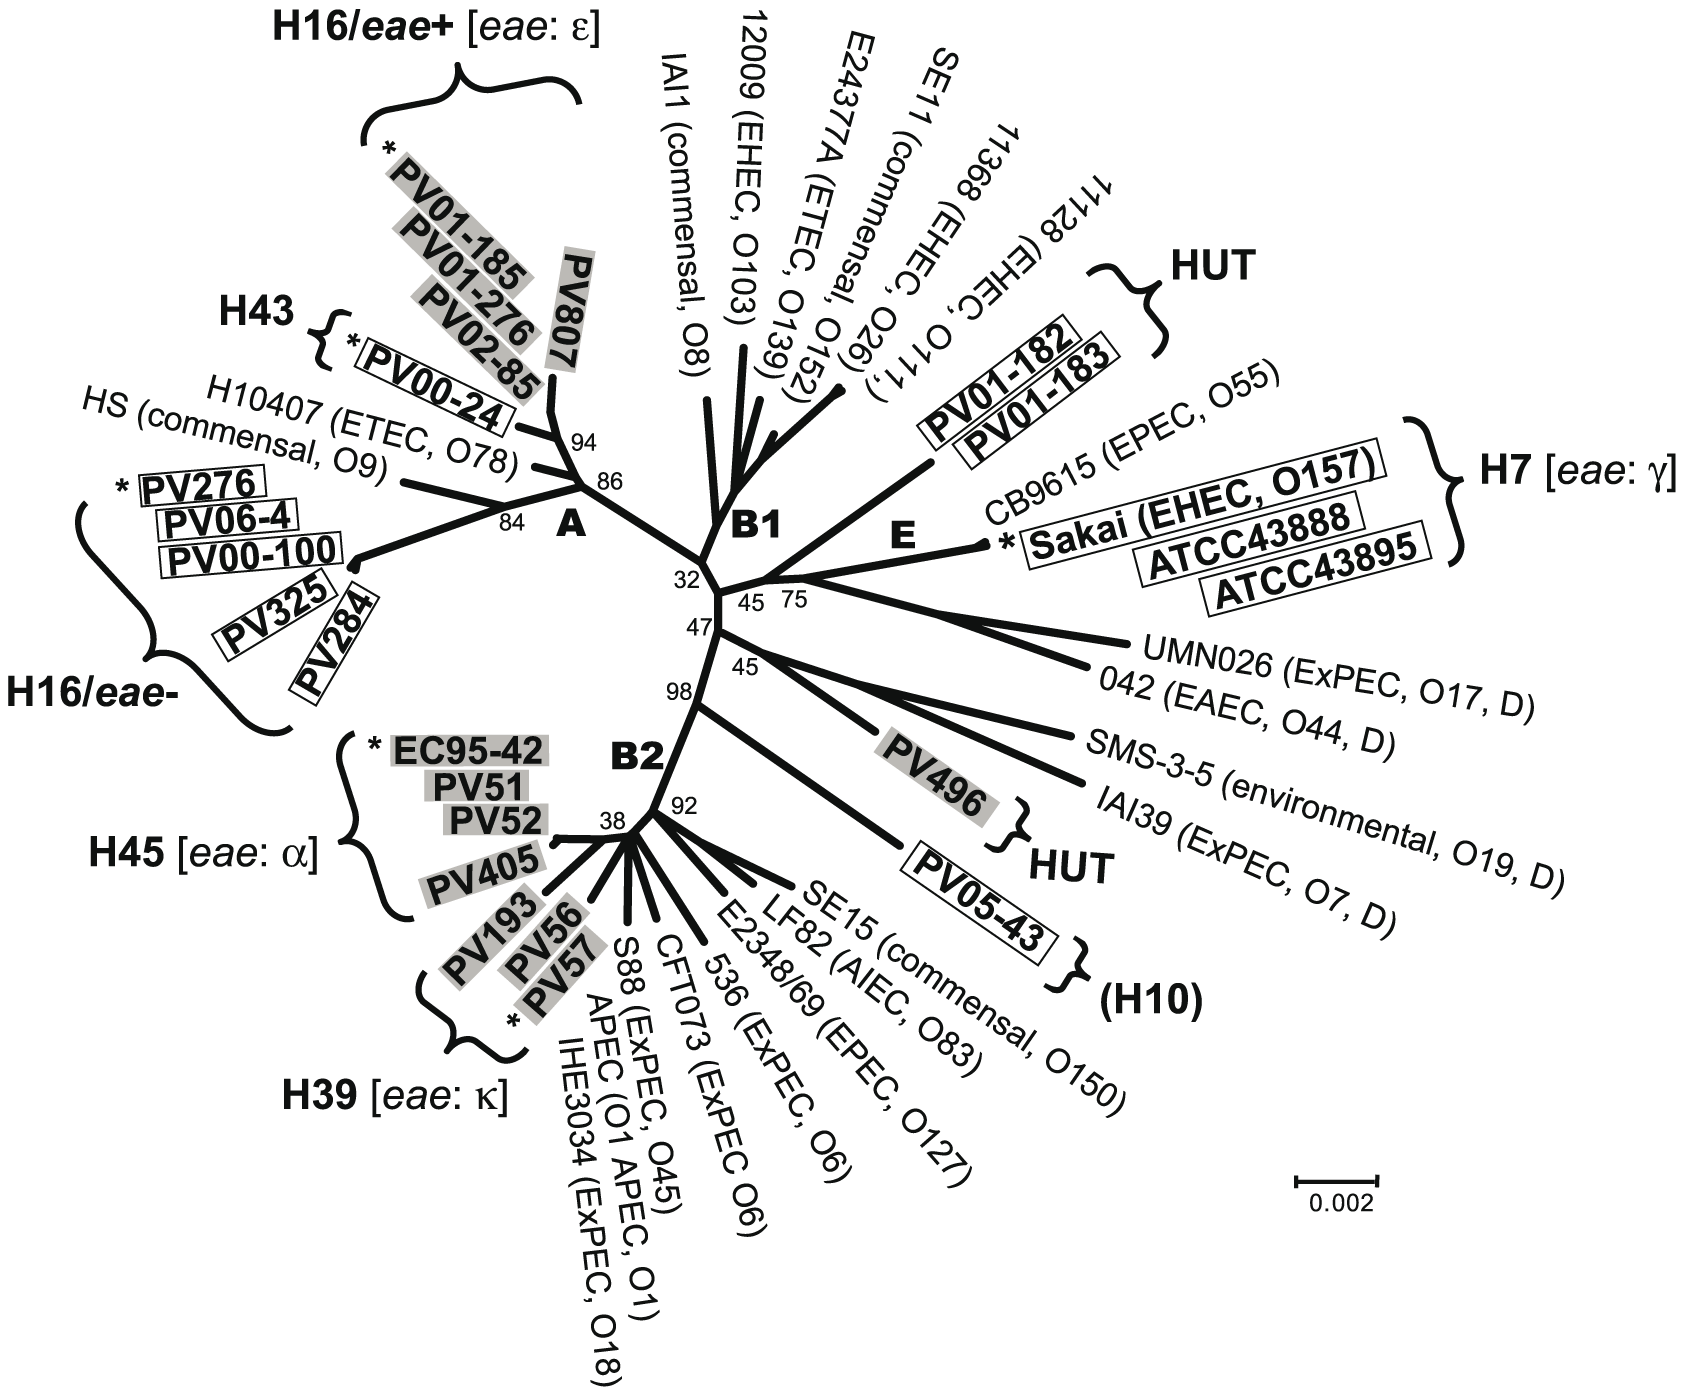 H16/eae+ [eae: ε]
*
PV01-185
PV01-276
PV02-85
PV807
H43
*
PV00-24
H10407 (ETEC, O78)
HS (commensal, O9)
* PV276
PV06-4
PV00-100
PV325
PV284
H16/eae-
IAI1 (commensal, O8)
12009 (EHEC, O103)
E24377A (ETEC, O139)
SE11 (commensal, O152)
11368 (EHEC, O26)
11128 (EHEC, O111,)
HUT
PV01-182
PV01-183
CB9615 (EPEC, O55)
* Sakai (EHEC, O157)
ATCC43888
ATCC43895
H7 [eae: γ]
UMN026 (ExPEC, O17, D)
042 (EAEC, O44, D)
SMS-3-5 (environmental, O19, D)
IAI39 (ExPEC, O7, D)
PV496
HUT
PV05-43
(H10)
94
86
84
A
B1
E
32
45
75
47
45
98
B2
92
38
* EC95-42
PV51
PV52
PV405
H45 [eae: α]
PV193
PV56
PV57
*
H39 [eae: κ]
SE15 (commensal, O150)
LF82 (AIEC, O83)
E2348/69 (EPEC, O127)
536 (ExPEC, O6)
CFT073 (ExPEC O6)
S88 (ExPEC, O45)
APEC (O1 APEC, O1)
IHE3034 (ExPEC, O18)
0.002